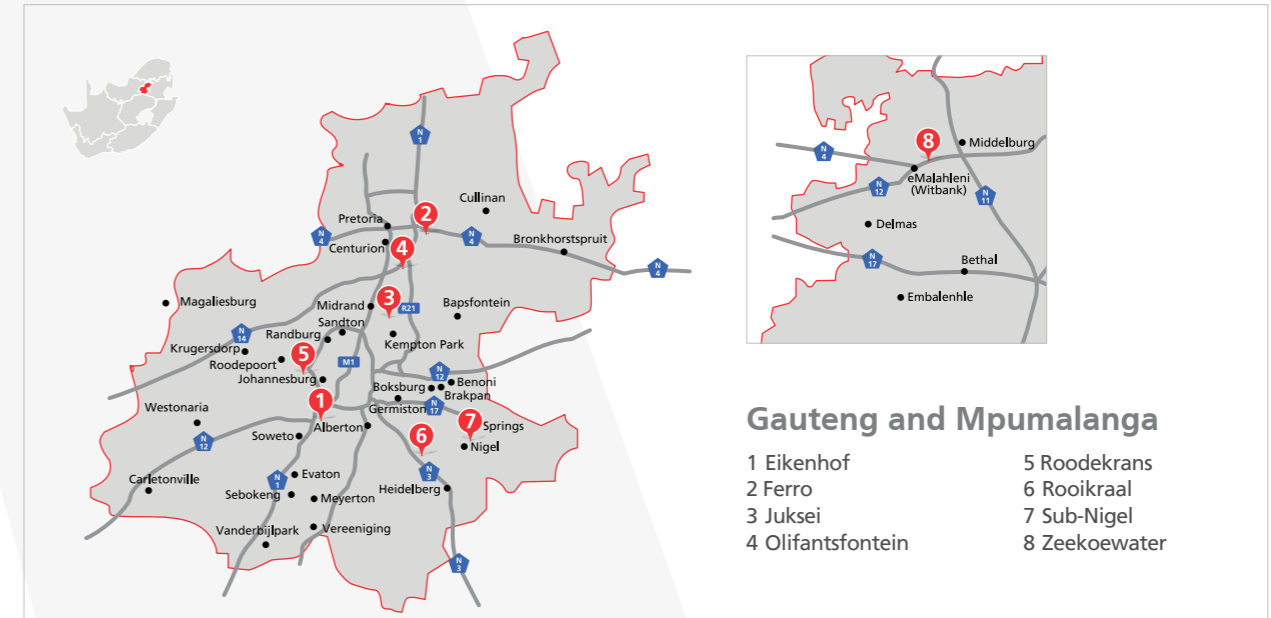 N
1
Cullinan
2
Pretoria
N
4
Centurion
4
N
4
Bronkhorstspruit
N
4
Magaliesburg
Midrand
3
R21
Bapsfontein
Sandton
Randburg
N
14
Krugersdorp
5
Kempton Park
Roodepoort
M1
Johannesburg
N
12
Boksburg
Benoni
Brakpan
Westonaria
1
Germiston
N
17
7
Springs
Alberton
Soweto
6
Nigel
N
12
Carletonville
N
1
Evaton
N
3
Sebokeng
Meyerton
Heidelberg
Vanderbijlpark
Vereeniging
N
3
8
Middelburg
N
4
eMalahleni
(Witbank)
N
12
N
11
Delmas
N
17
Bethal
Embalenhle
Gauteng and Mpumalanga
1 Eikenhof
2 Ferro
3 Juksei
4 Olifantsfontein
5 Roodekrans
6 Rooikraal
7 Sub-Nigel
8 Zeekoewater